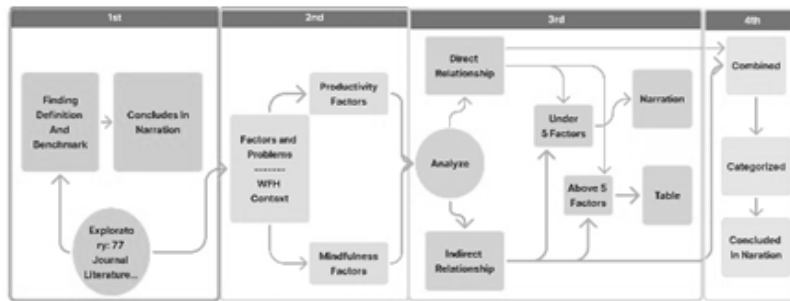 1st
2nd
3rd
4th
Finding
Definition
And
Benchmark
Concludes In
Narration
Explorato
ry: 77
Journal
Literature...
Productivity
Factors
Factors and
Problems
--------
WFH
Context
Mindfulness
Factors
Analyze
Direct
Relationship
Under
5 Factors
Narration
Above 5
Factors
Table
Indirect
Relationship
Combined
Categorized
Concluded
In Naration